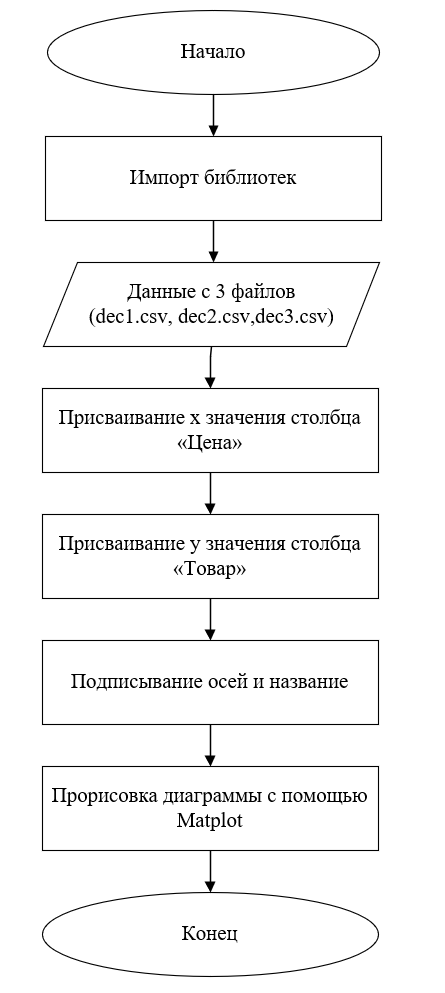 Начало
Импорт библиотек
Данные с 3 файлов
(dec1.csv, dec2.csv,dec3.csv)
Присваивание x значения столбца
«Цена»
Присваивание y значения столбца
«Товар»
Подписывание осей и название
Прорисовка диаграммы с помощью
Matplot
Конец